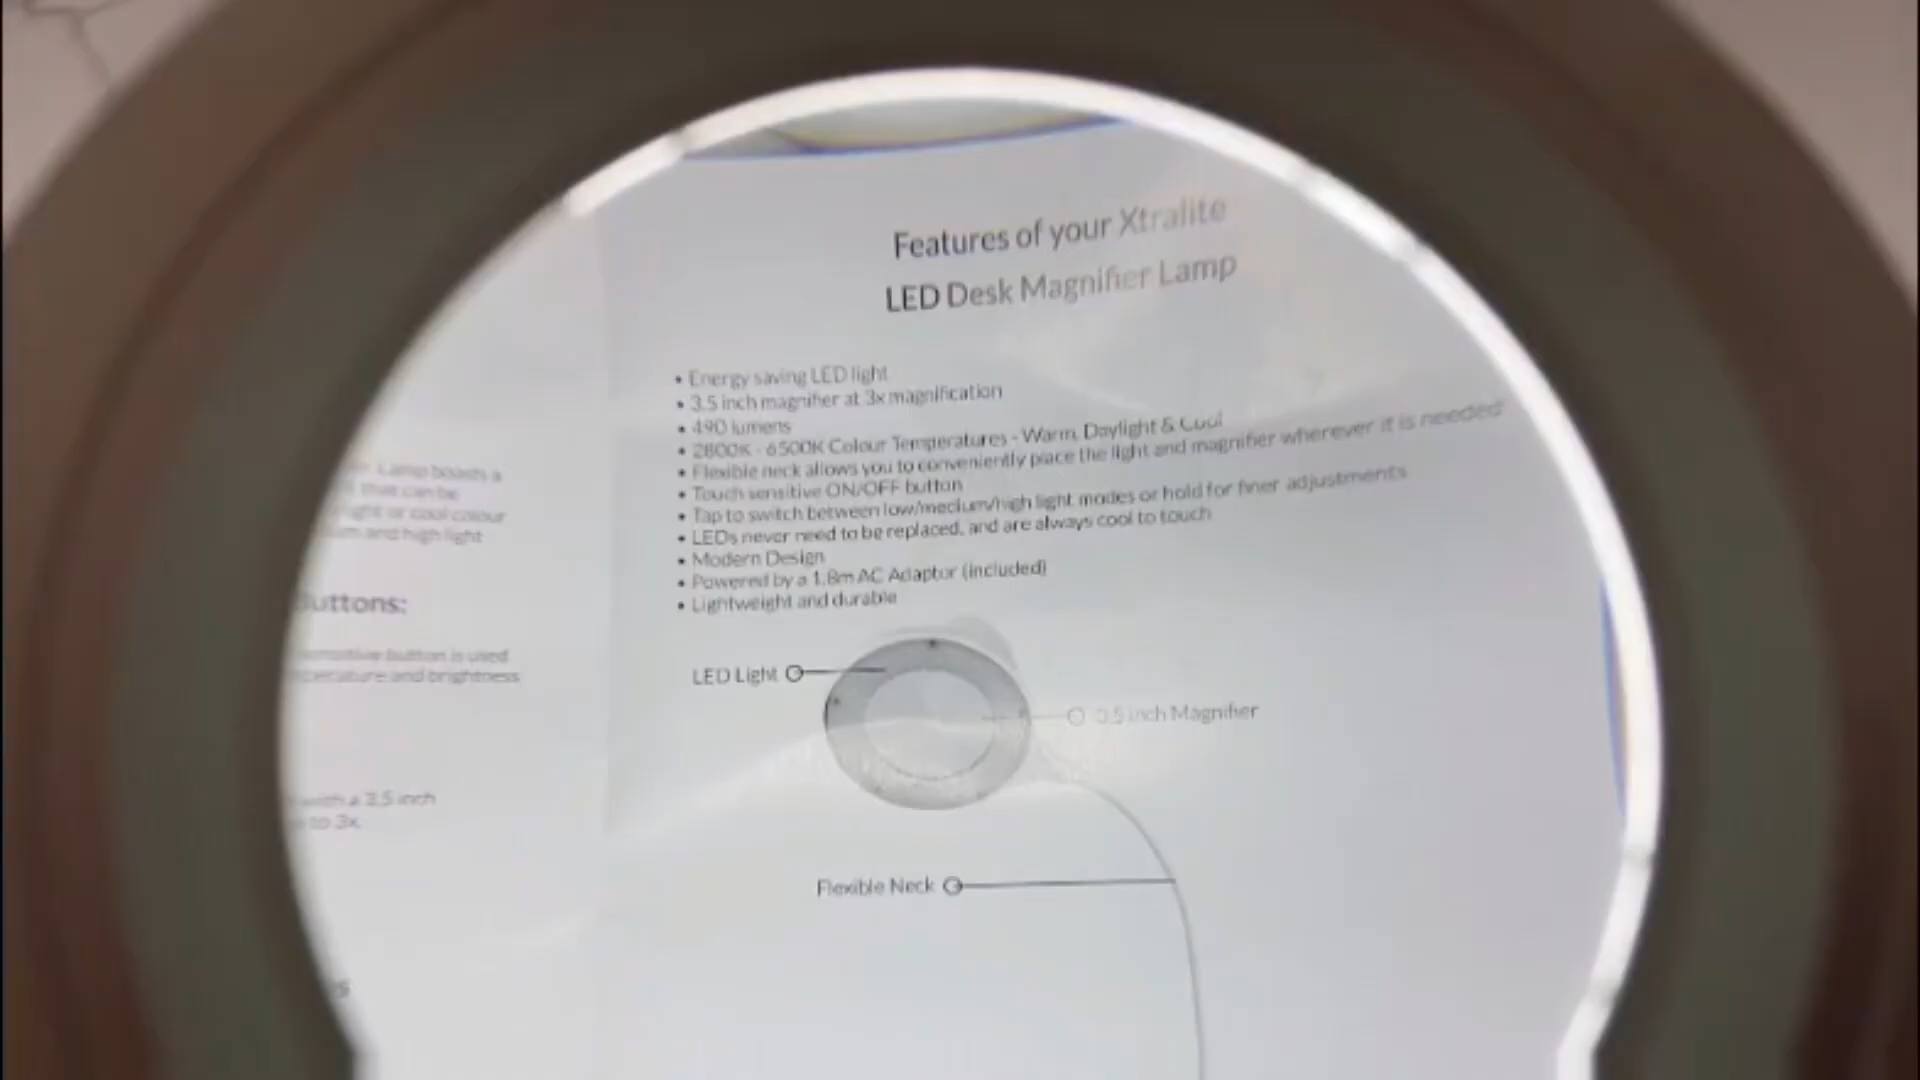 Features of your Xtralite
LED Desk Magnifier Lamp
• Energy saving LED light
• 3.5 inch magnifier at 3x magnification
• 490 lumens
• 2800K - 6500K Colour Temperatures - Warm, Daylight & Cool
• Flexible neck allows you to conveniently place the light and magnifier wherever it is needed
• Touch sensitive ON/OFF button
• Tap to switch between low/medium/high light modes or hold for finer adjustments
• LEDs never need to be replaced, and are always cool to touch
• Modern Design
• Powered by a 1.8m AC Adaptor (included)
• Lightweight and durable
LED Light
3.5 inch Magnifier
Flexible Neck
Lamp boasts a
that can be
or cool colour
and high light
uttons:
button is used
and brightness
with a 3.5 inch
to 3x